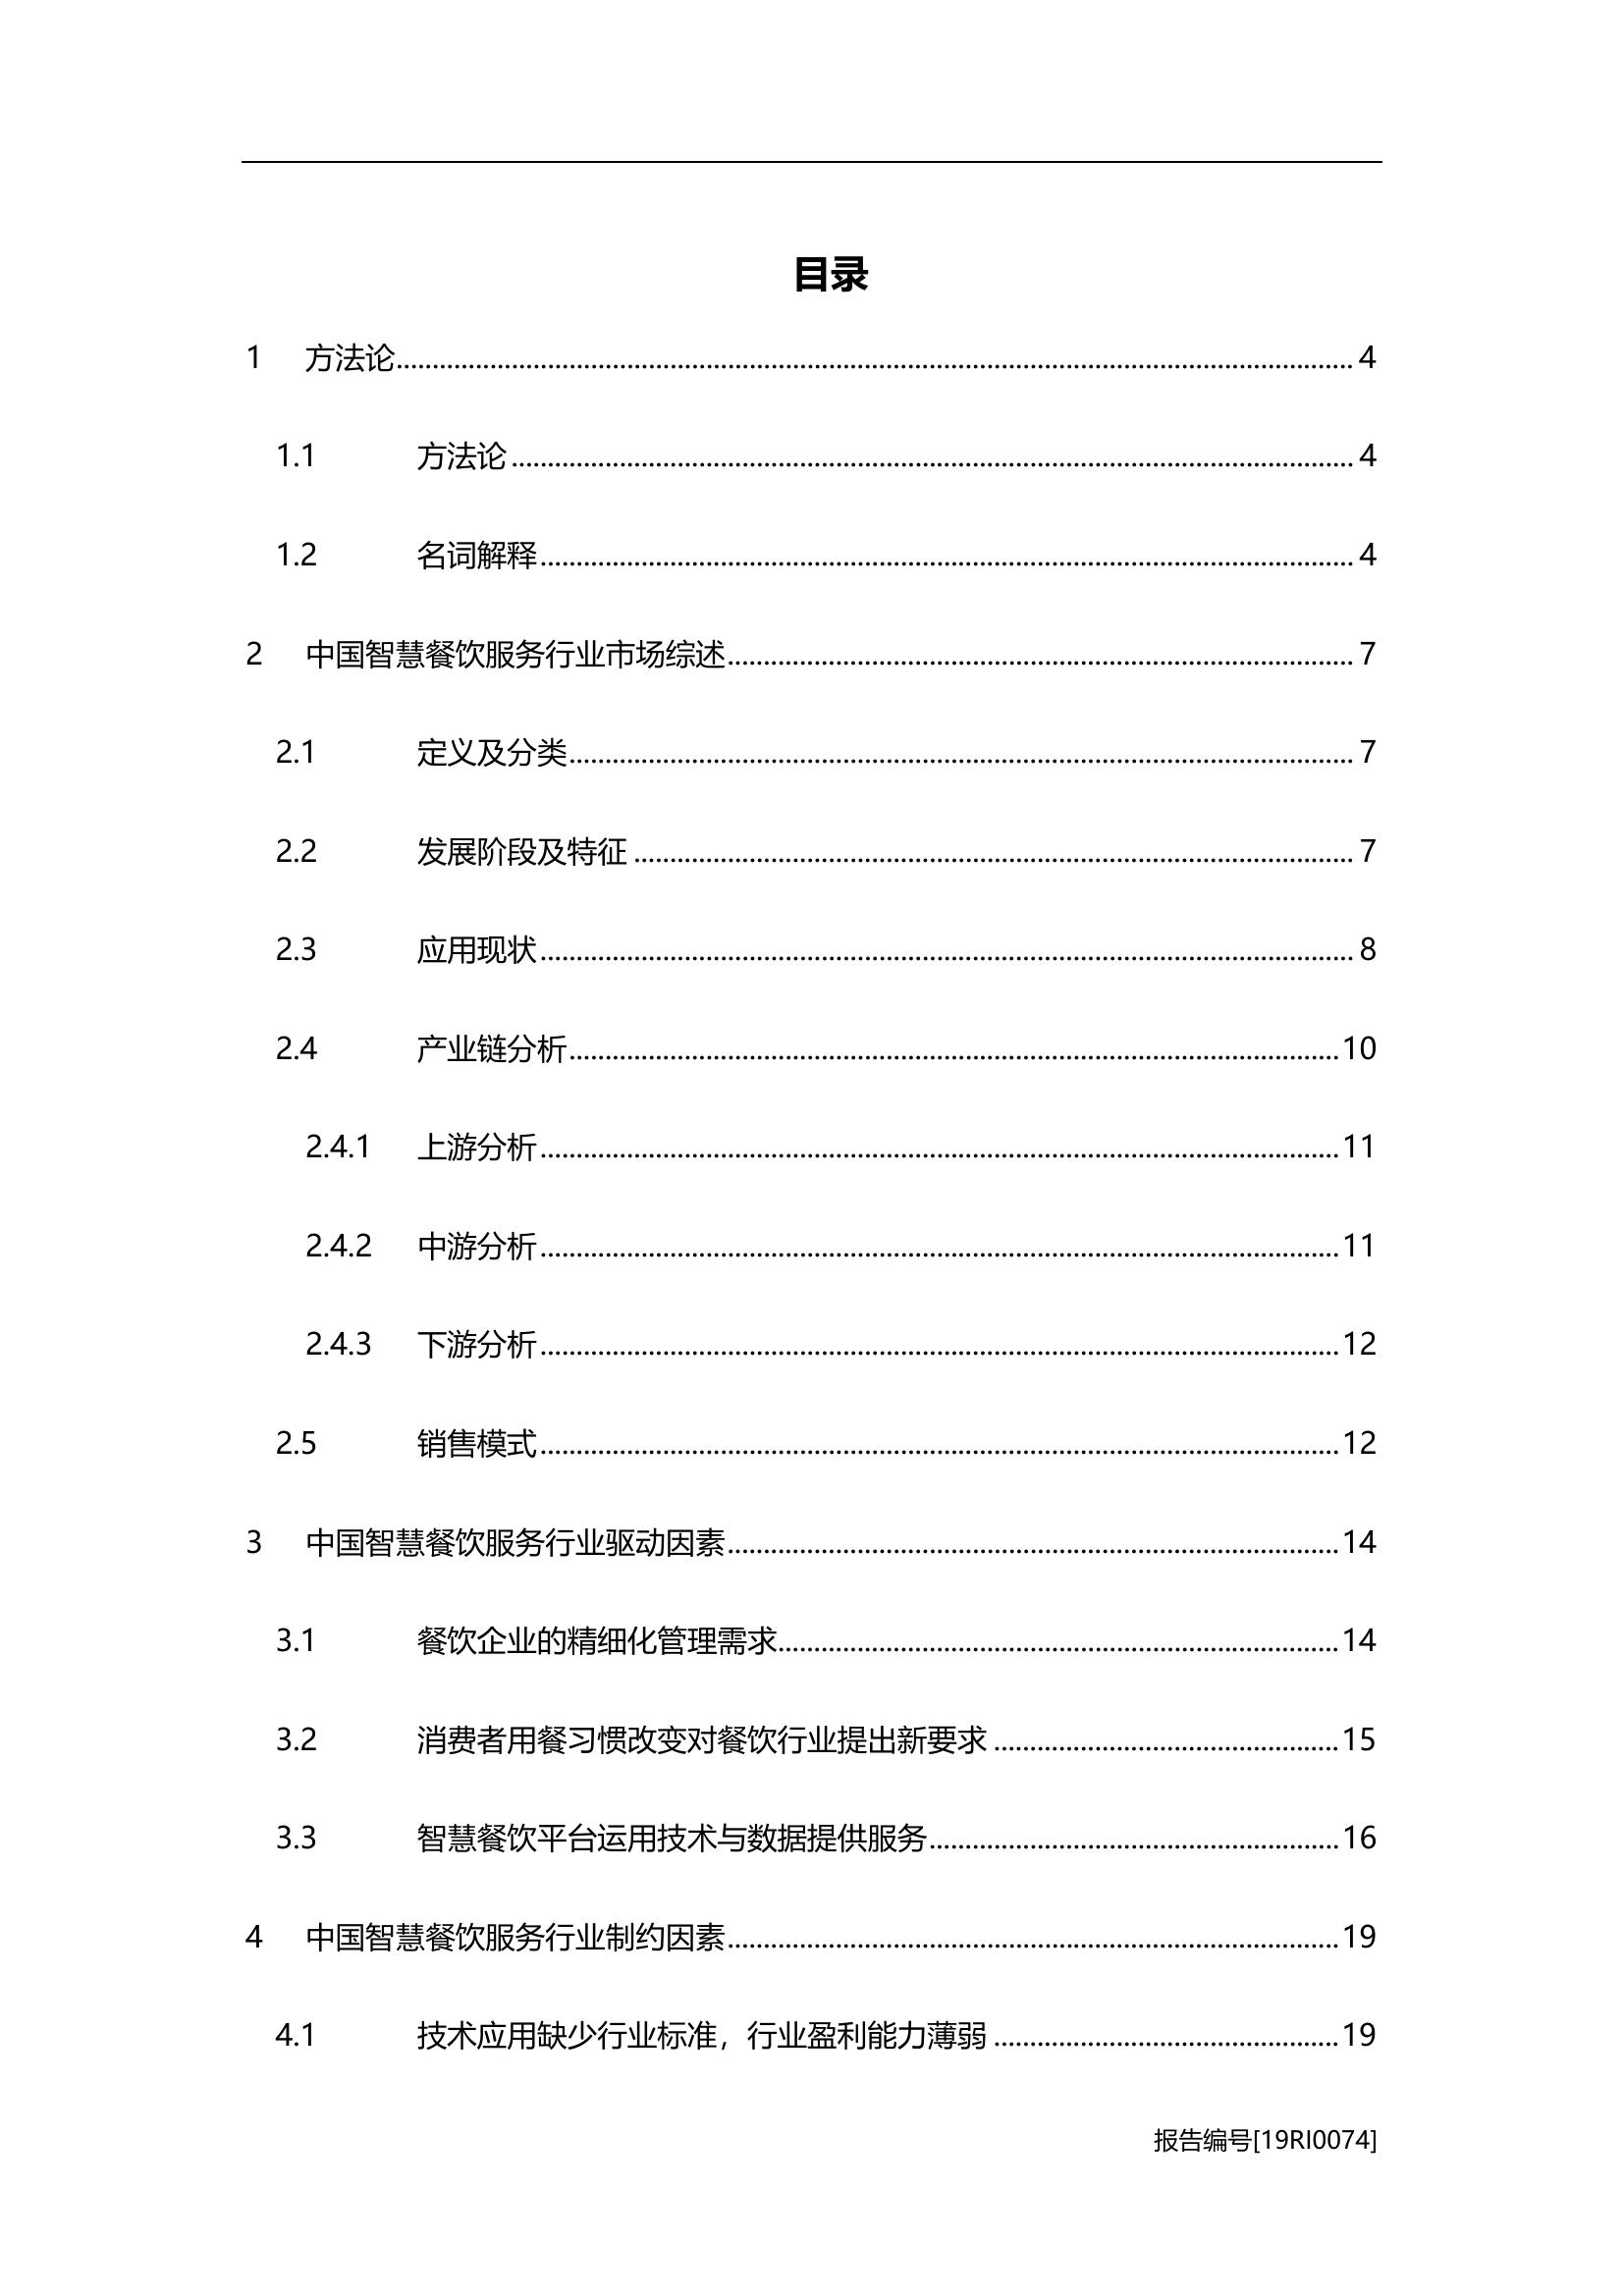 目录
1 方法论 4
1.1 方法论 4
1.2 名词解释 4
2 中国智慧餐饮服务行业市场综述 7
2.1 定义及分类 7
2.2 发展阶段及特征 7
2.3 应用现状 8
2.4 产业链分析 10
2.4.1 上游分析 11
2.4.2 中游分析 11
2.4.3 下游分析 12
2.5 销售模式 12
3 中国智慧餐饮服务行业驱动因素 14
3.1 餐饮企业的精细化管理需求 14
3.2 消费者用餐习惯改变对餐饮行业提出新要求 15
3.3 智慧餐饮平台运用技术与数据提供服务 16
4 中国智慧餐饮服务行业制约因素 19
4.1 技术应用缺少行业标准，行业盈利能力薄弱 19
报告编号[19RI0074]